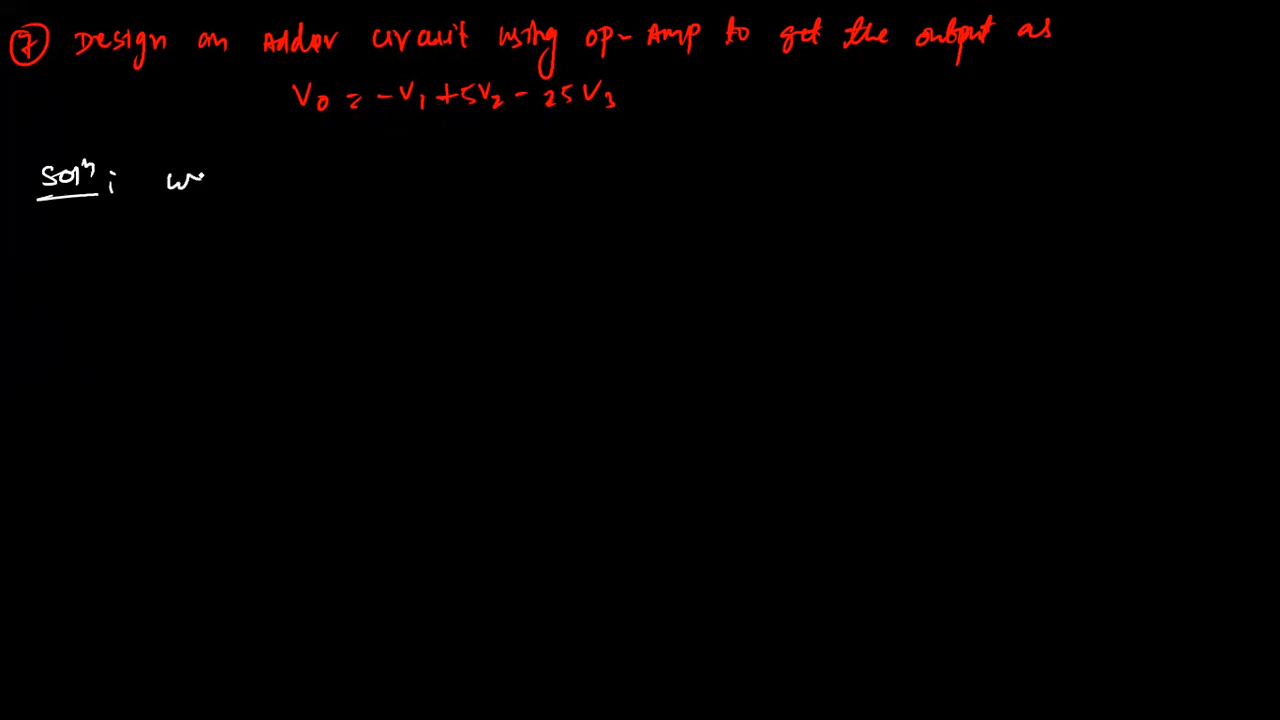 7 Design an Adder circuit using op-Amp to get the output as
V0 = -V1 + 5V2 - 25V3
Soln: w